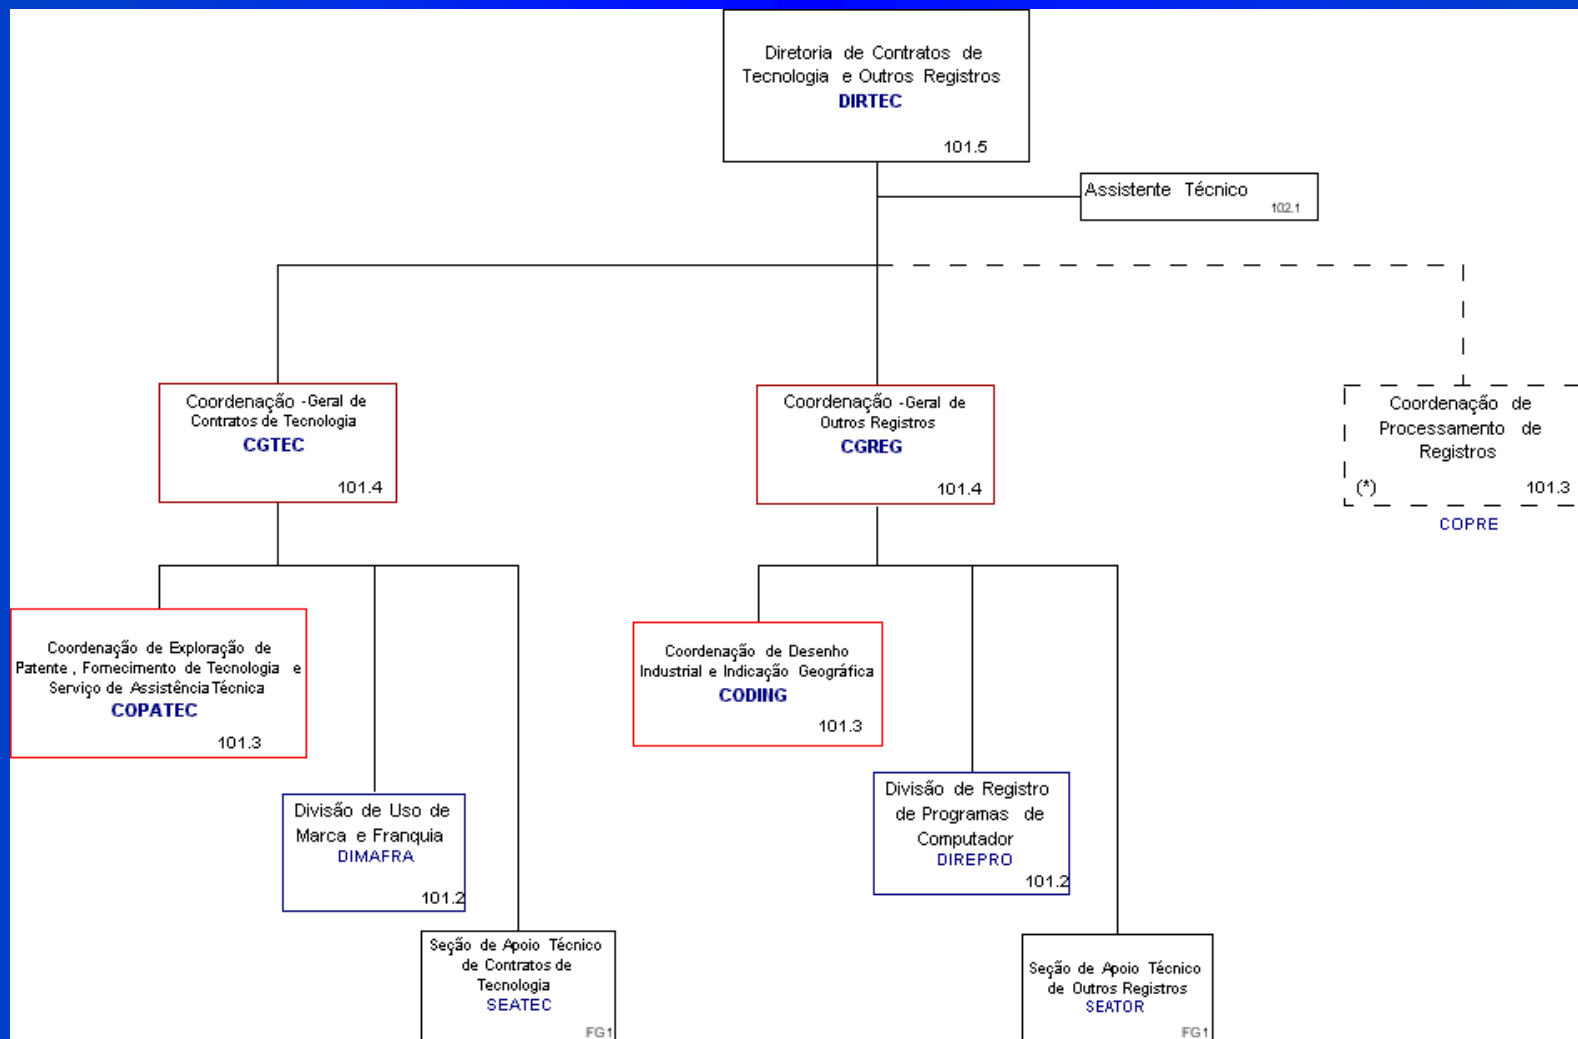 Diretoria de Contratos de
Tecnologia e Outros Registros
DIRTEC
101.5
Assistente Técnico
102.1
Coordenação -Geral de
Contratos de Tecnologia
CGTEC
101.4
Coordenação -Geral de
Outros Registros
CGREG
101.4
Coordenação de
Processamento de
Registros
(*) 101.3
COPRE
Coordenação de Exploração de
Patente , Fornecimento de Tecnologia e
Serviço de Assistência Técnica
COPATEC
101.3
Divisão de Uso de
Marca e Franquia
DIMAFRA
101.2
Seção de Apoio Técnico
de Contratos de
Tecnologia
SEATEC
FG1
Coordenação de Desenho
Industrial e Indicação Geográfica
CODING
101.3
Divisão de Registro
de Programas de
Computador
DIREPRO
101.2
Seção de Apoio Técnico
de Outros Registros
SEATOR
FG1